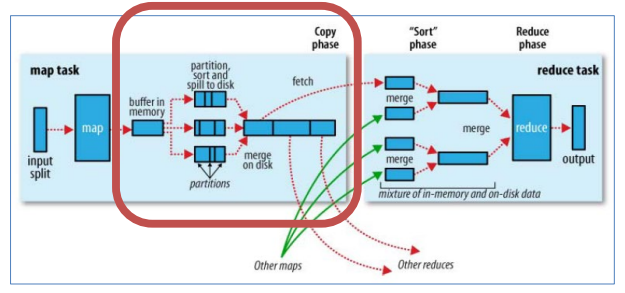 Copy
phase
"Sort"
phase
Reduce
phase
map task
partition,
sort and
spill to disk
fetch
reduce task
buffer in
memory
map
merge
merge
reduce
input
split
merge
on disk
merge
output
partitions
mixture of in-memory and on-disk data
Other maps
Other reduces